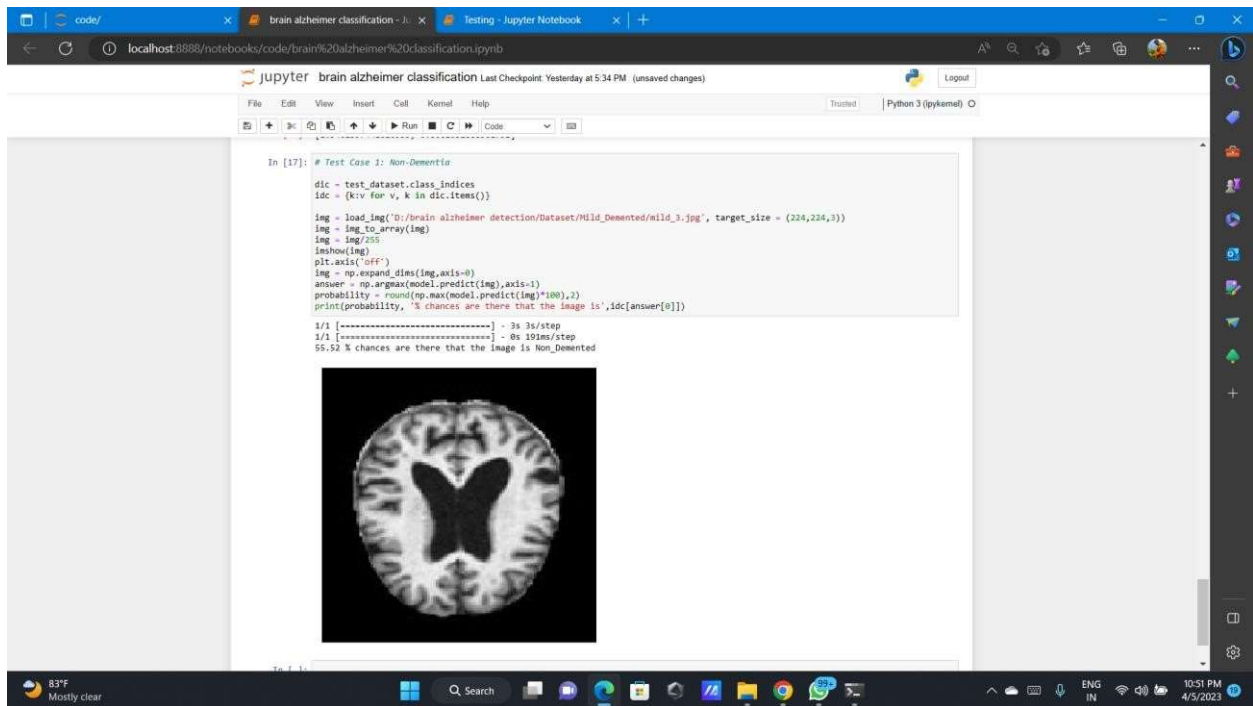 code/
brain alzheimer classification - Ju
Testing - Jupyter Notebook
localhost:8888/notebooks/code/brain%20alzheimer%20classification.ipynb
jupyter brain alzheimer classification Last Checkpoint: Yesterday at 5:34 PM (unsaved changes)
Logout
File Edit View Insert Cell Kernel Help
Trusted
Python 3 (ipykernel)
Run
Code
In [17]: # Test Case 1: Non-Dementia
dic = test_dataset.class_indices
idc = {k:v for v, k in dic.items()}
img = load_img('D:/brain alzheimer detection/Dataset/Mild_Demented/mild_3.jpg', target_size = (224,224,3))
img = img_to_array(img)
img = img/255
imshow(img)
plt.axis('off')
img = np.expand_dims(img,axis=0)
answer = np.argmax(model.predict(img),axis=1)
probability = round(np.max(model.predict(img)*100),2)
print(probability, '% chances are there that the image is',idc[answer[0]])
1/1 [==============================] - 3s 3s/step
1/1 [==============================] - 0s 191ms/step
55.52 % chances are there that the image is Non_Demented
In [ ]:
83°F
Mostly clear
Search
99+
ENG
IN
10:51 PM
4/5/2023
19